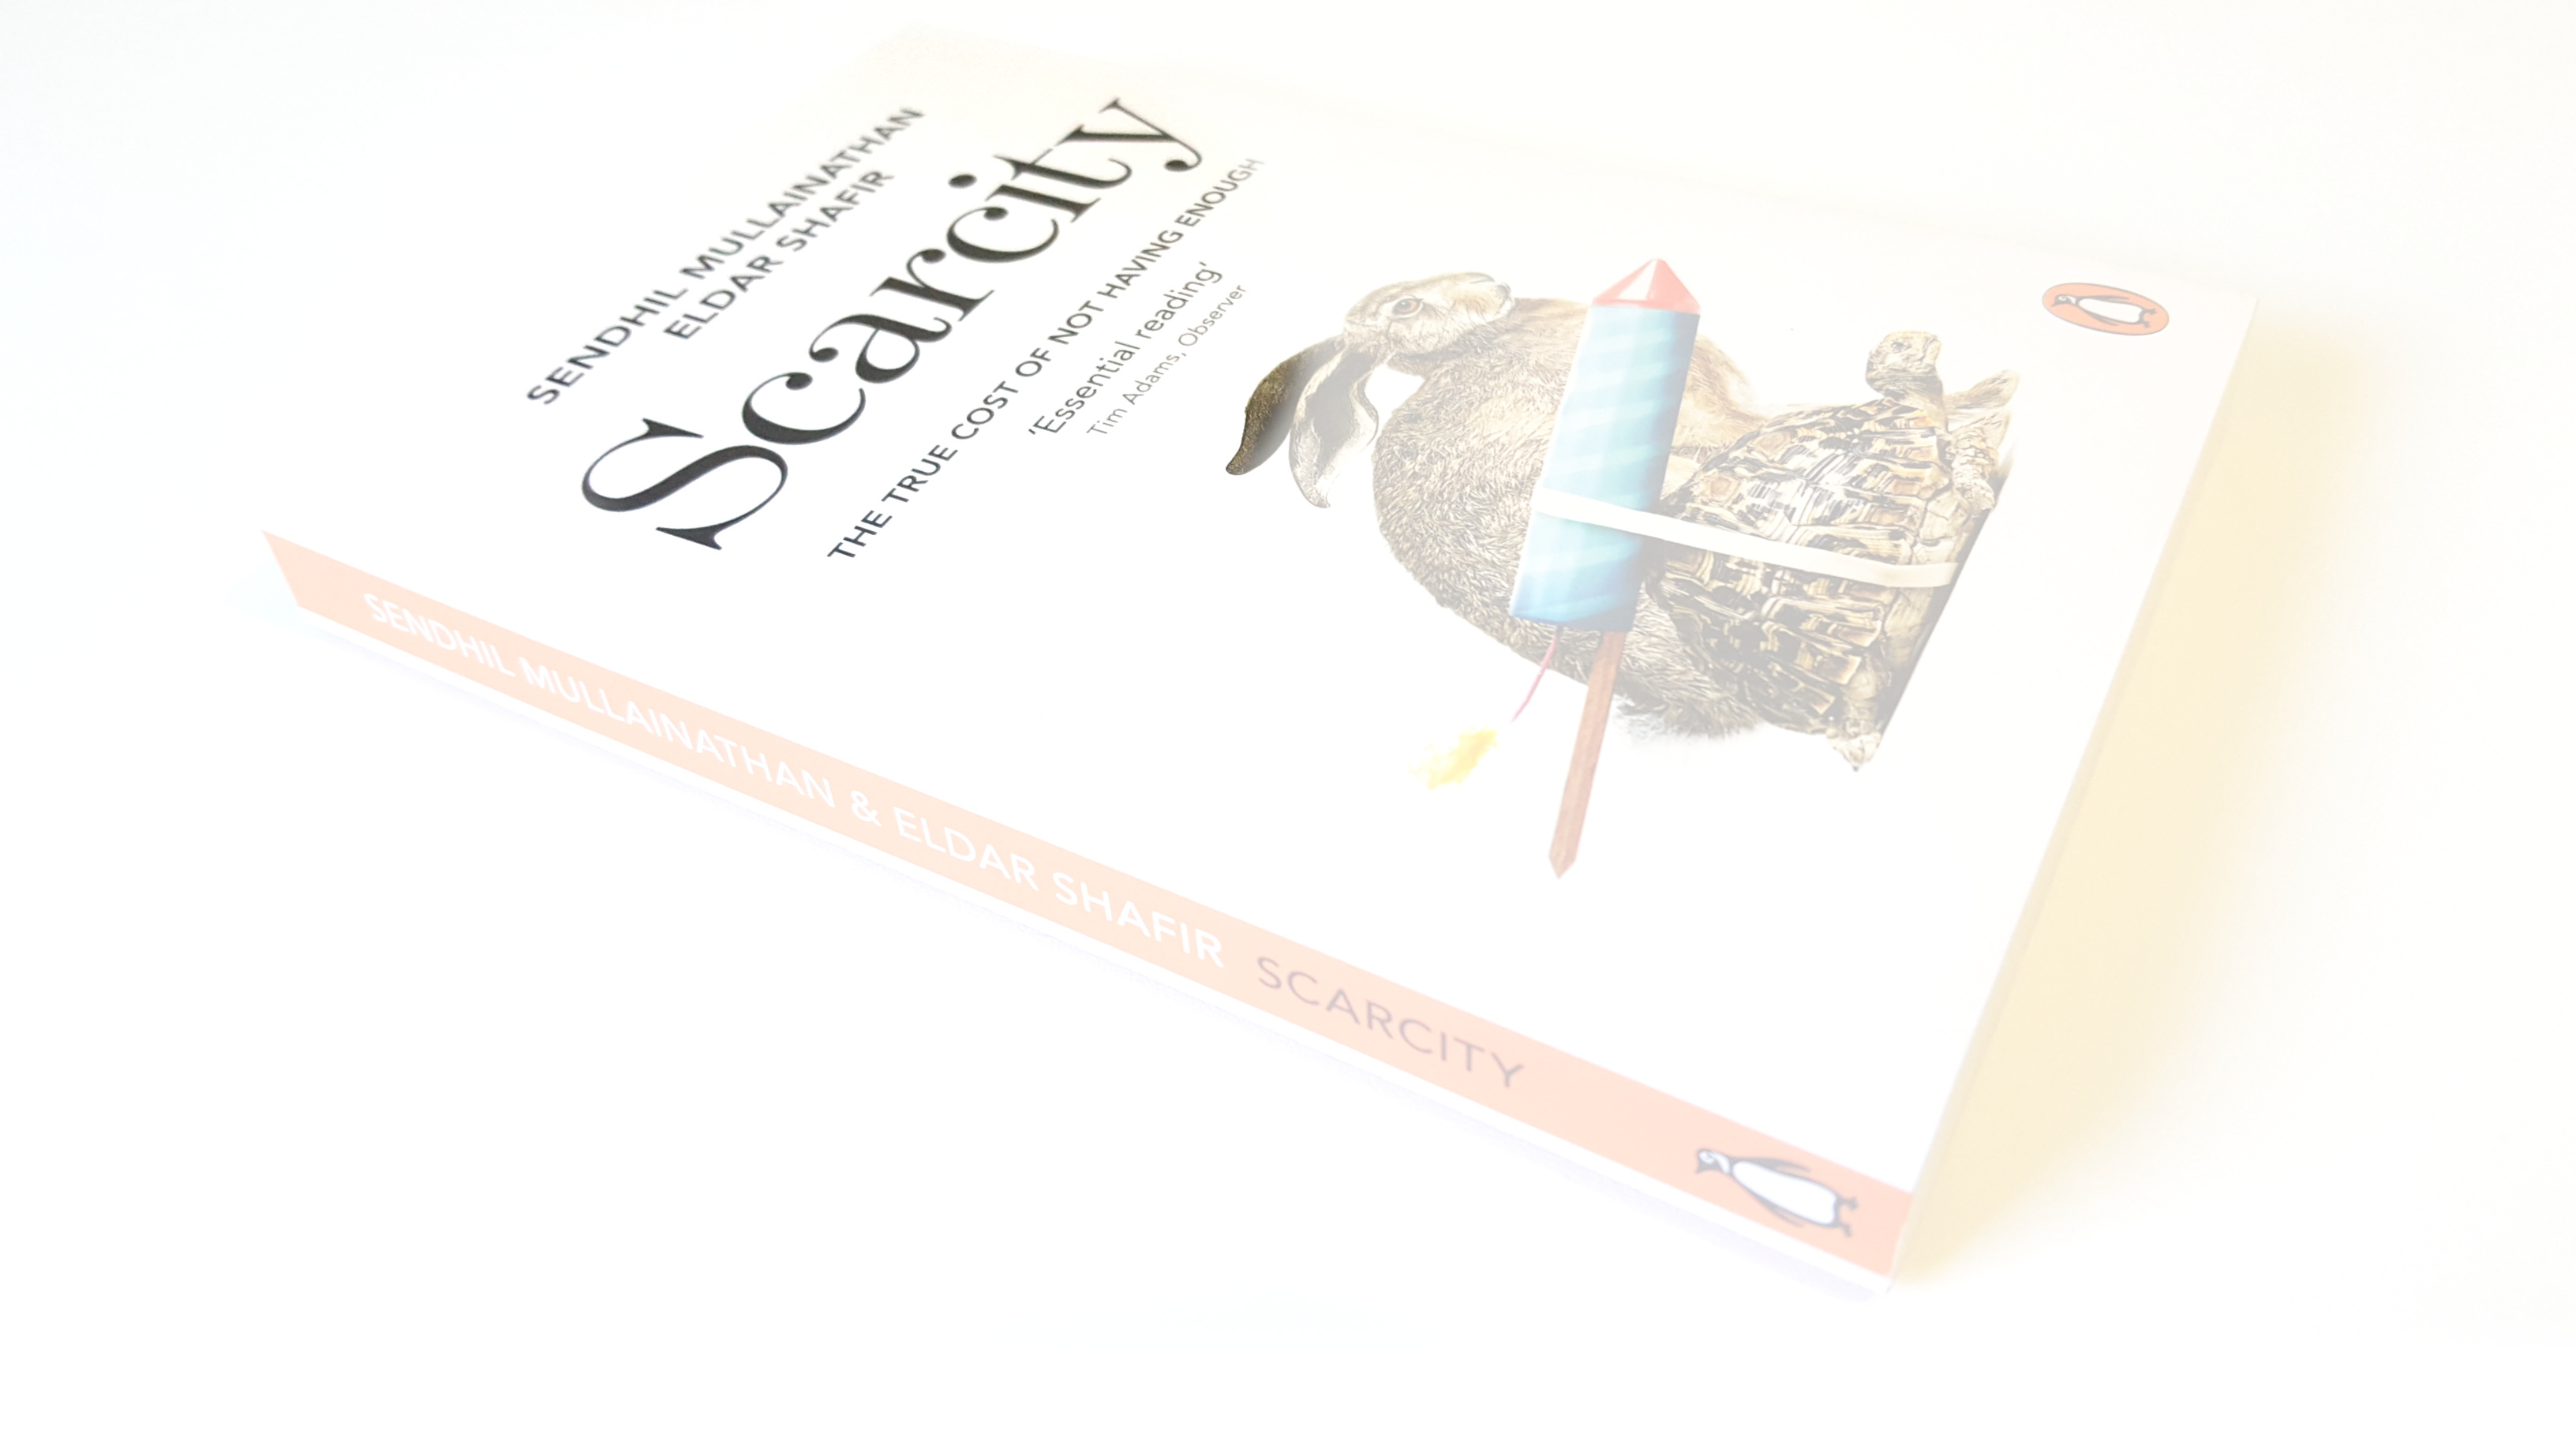 SENDHIL MULLAINATHAN
ELDAR SHAFIR
Scarcity
THE TRUE COST OF NOT HAVING ENOUGH
'Essential reading'
Tim Adams, Observer
SENDHIL MULLAINATHAN & ELDAR SHAFIR SCARCITY